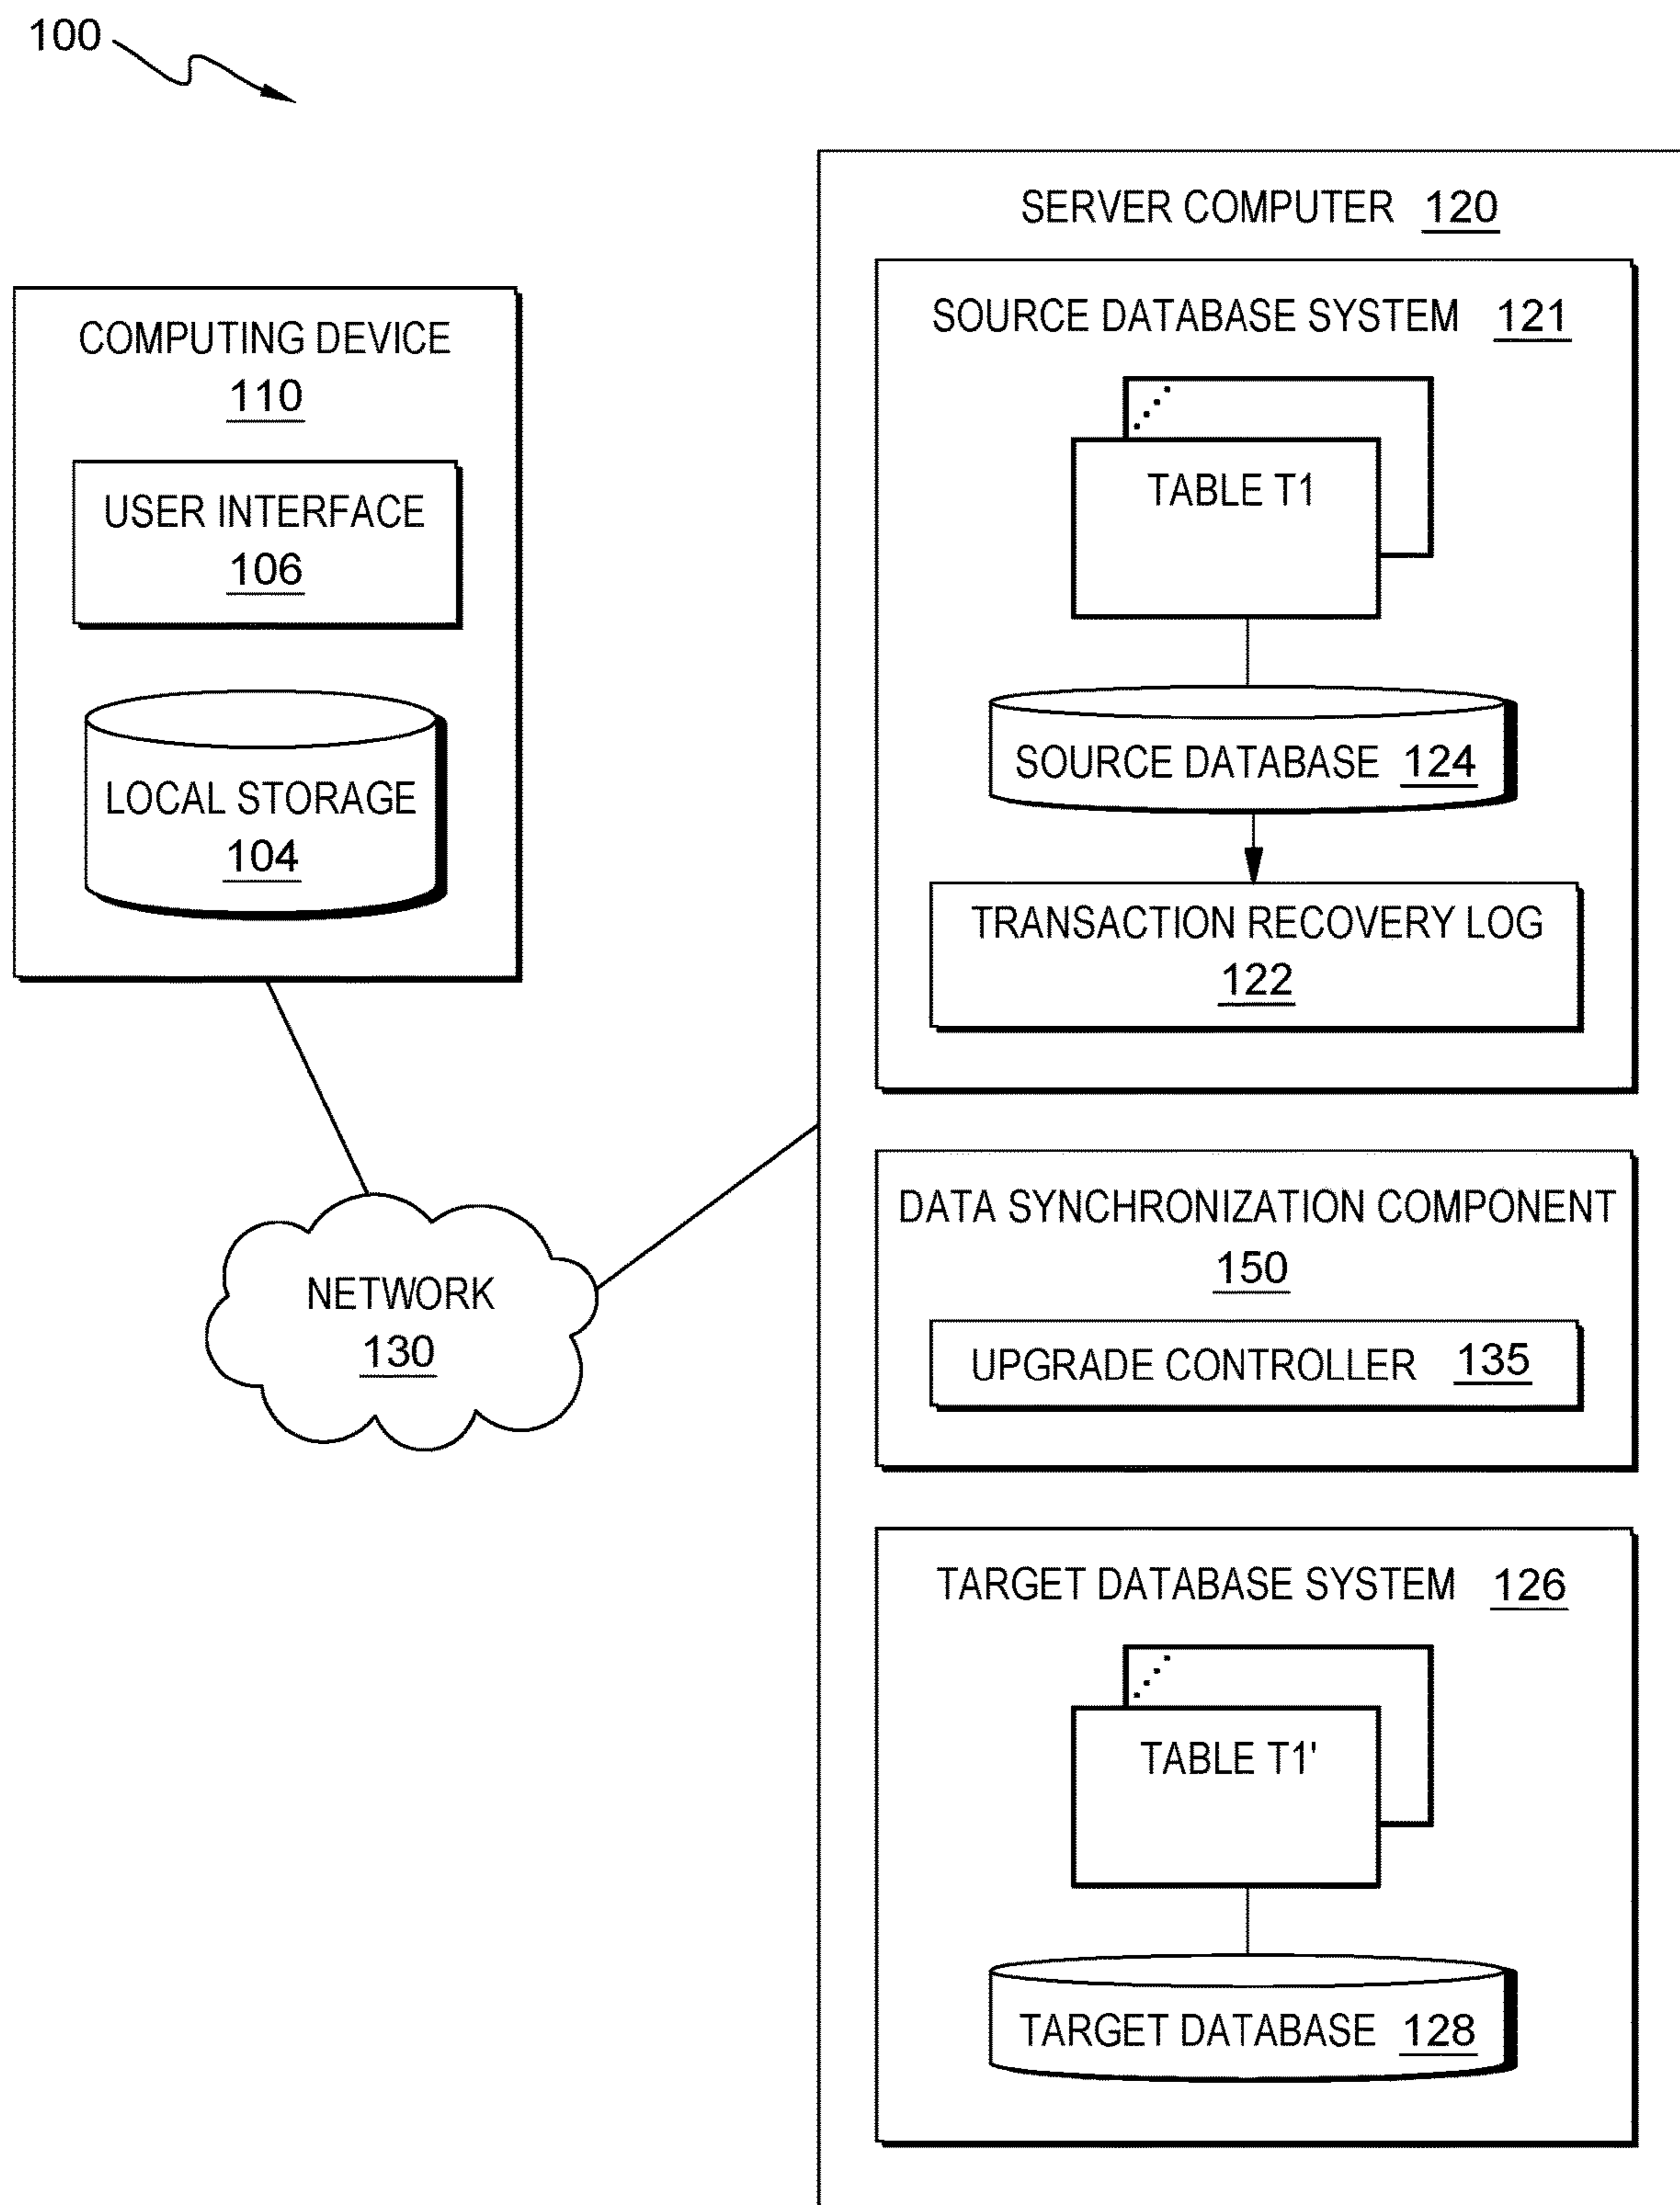 100
COMPUTING DEVICE
110
USER INTERFACE
106
LOCAL STORAGE
104
NETWORK
130
SERVER COMPUTER 120
SOURCE DATABASE SYSTEM 121
TABLE T1
SOURCE DATABASE 124
TRANSACTION RECOVERY LOG
122
DATA SYNCHRONIZATION COMPONENT
150
UPGRADE CONTROLLER 135
TARGET DATABASE SYSTEM 126
TABLE T1'
TARGET DATABASE 128